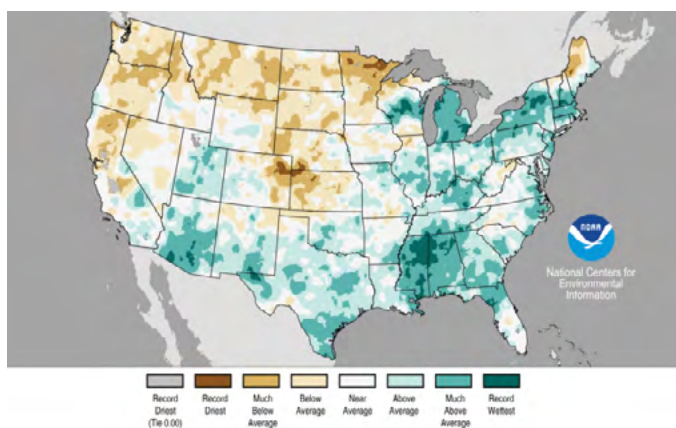 NOAA
National Centers for
Environmental
Information
Record
Driest
(Tie 0.00)
Record
Driest
Much
Below
Average
Below
Average
Near
Average
Above
Average
Much
Above
Average
Record
Wettest